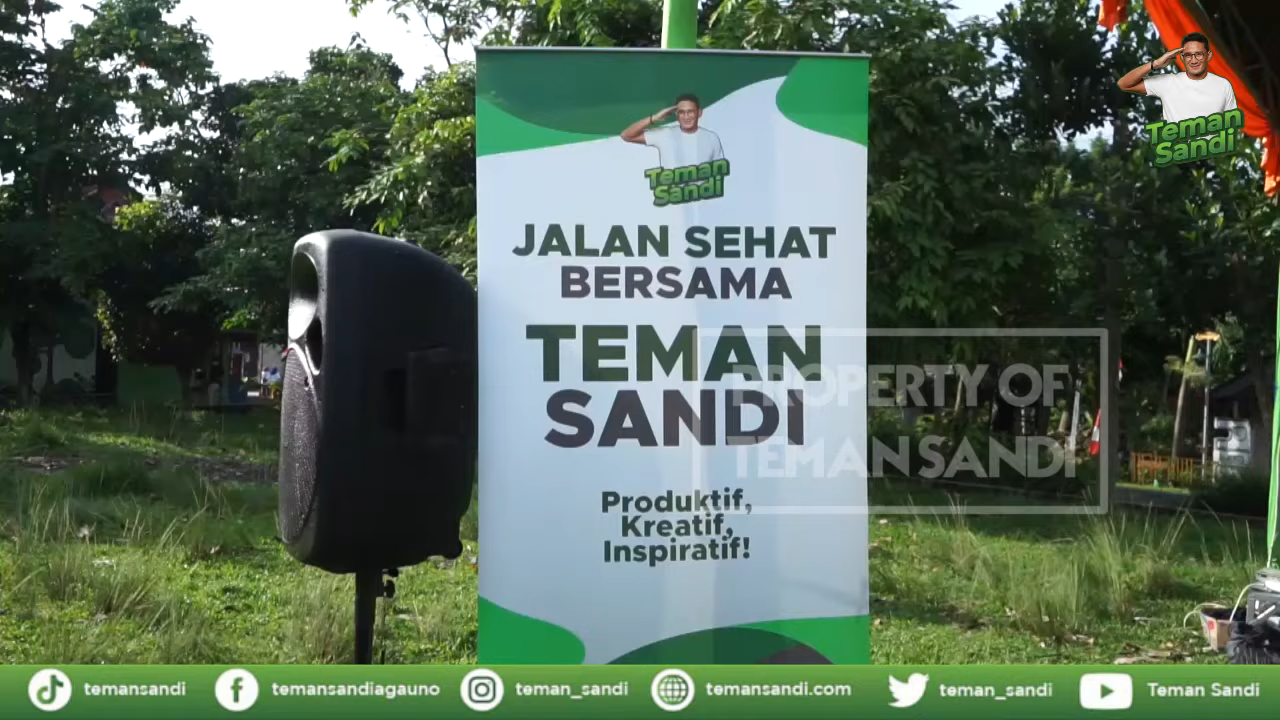 Teman
Sandi
Teman
Sandi
JALAN SEHAT
BERSAMA
TEMAN
SANDI
PROPERTY OF
TEMAN SANDI
Produktif,
Kreatif,
Inspiratif!
temansandi
temansandiagauno
teman_sandi
temansandi.com
teman_sandi
Teman Sandi